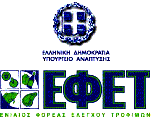 ΕΛΛΗΝΙΚΗ ΔΗΜΟΚΡΑΤΙΑ
ΥΠΟΥΡΓΕΙΟ ΑΝΑΠΤΥΞΗΣ
ΕΦΕΤ
ΕΝΙΑΙΟΣ ΦΟΡΕΑΣ ΕΛΕΓΧΟΥ ΤΡΟΦΙΜΩΝ